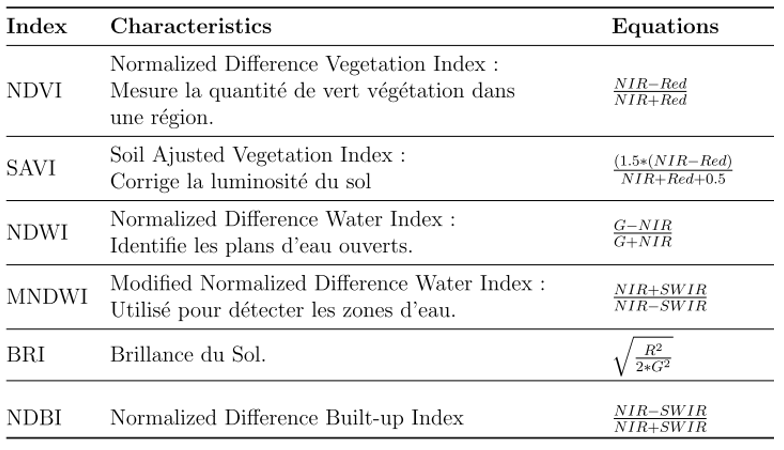 Index Characteristics Equations
Normalized Difference Vegetation Index :
NDVI Mesure la quantité de vert végétation dans \frac{NIR-Red}{NIR+Red}
une région.
Soil Ajusted Vegetation Index :
SAVI \frac{(1.5*(NIR-Red)}{NIR+Red+0.5}
Corrige la luminosité du sol
Normalized Difference Water Index :
NDWI \frac{G-NIR}{G+NIR}
Identifie les plans d'eau ouverts.
Modified Normalized Difference Water Index :
MNDWI \frac{NIR+SWIR}{NIR-SWIR}
Utilisé pour détecter les zones d'eau.
BRI Brillance du Sol. \sqrt{\frac{R^2}{2*G^2}}
NDBI Normalized Difference Built-up Index \frac{NIR-SWIR}{NIR+SWIR}